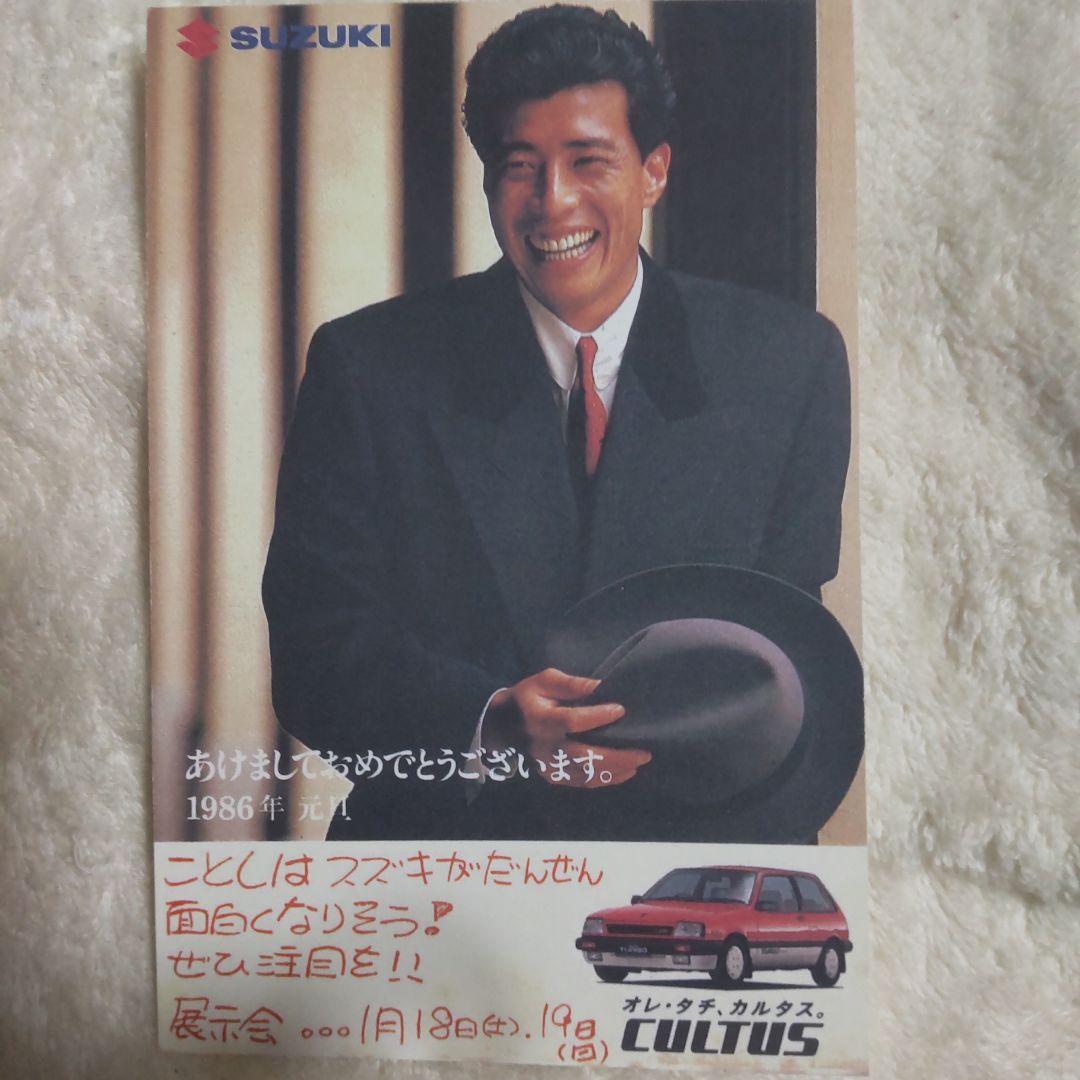 SUZUKI
あけましておめでとうございます。
1986年 元旦
ことしは スズキがだんぜん
面白くなりそう!
ぜひ注目を!!
展示会 。。。1月18日(土).19日
(日)
TURBO
オレ・タチ、カルタス。
CULTUS